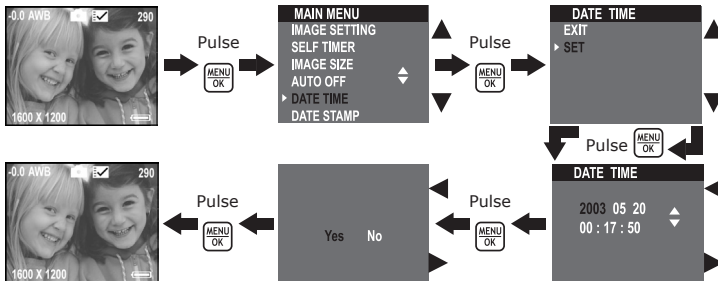 -0.0 AWB 290
1600 X 1200
Pulse
MENU
OK
MAIN MENU
IMAGE SETTING
SELF TIMER
IMAGE SIZE
AUTO OFF
DATE TIME
DATE STAMP
Pulse
MENU
OK
DATE TIME
EXIT
SET
Pulse
MENU
OK
DATE TIME
2003 05 20
00 : 17 : 50
Pulse
MENU
OK
Yes No
Pulse
MENU
OK
-0.0 AWB 290
1600 X 1200